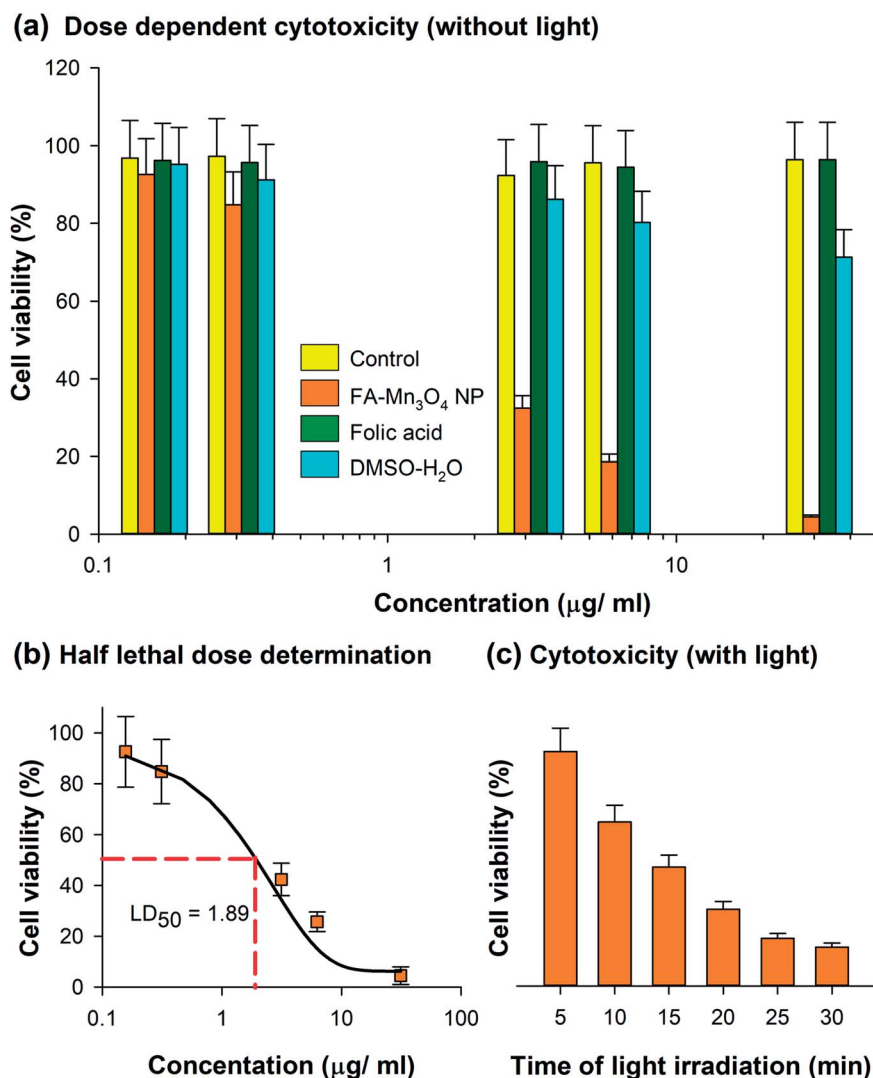 (a) Dose dependent cytotoxicity (without light)
120
100
80
60
40
20
0
Cell viability (%)
Control
FA-Mn₃O₄ NP
Folic acid
DMSO-H₂O
0.1 1 10
Concentration (μg/ ml)
(b) Half lethal dose determination
100
80
60
40
20
0
Cell viability (%)
LD₅₀ = 1.89
0.1 1 10 100
Concentation (μg/ ml)
(c) Cytotoxicity (with light)
Cell viability (%)
5 10 15 20 25 30
Time of light irradiation (min)